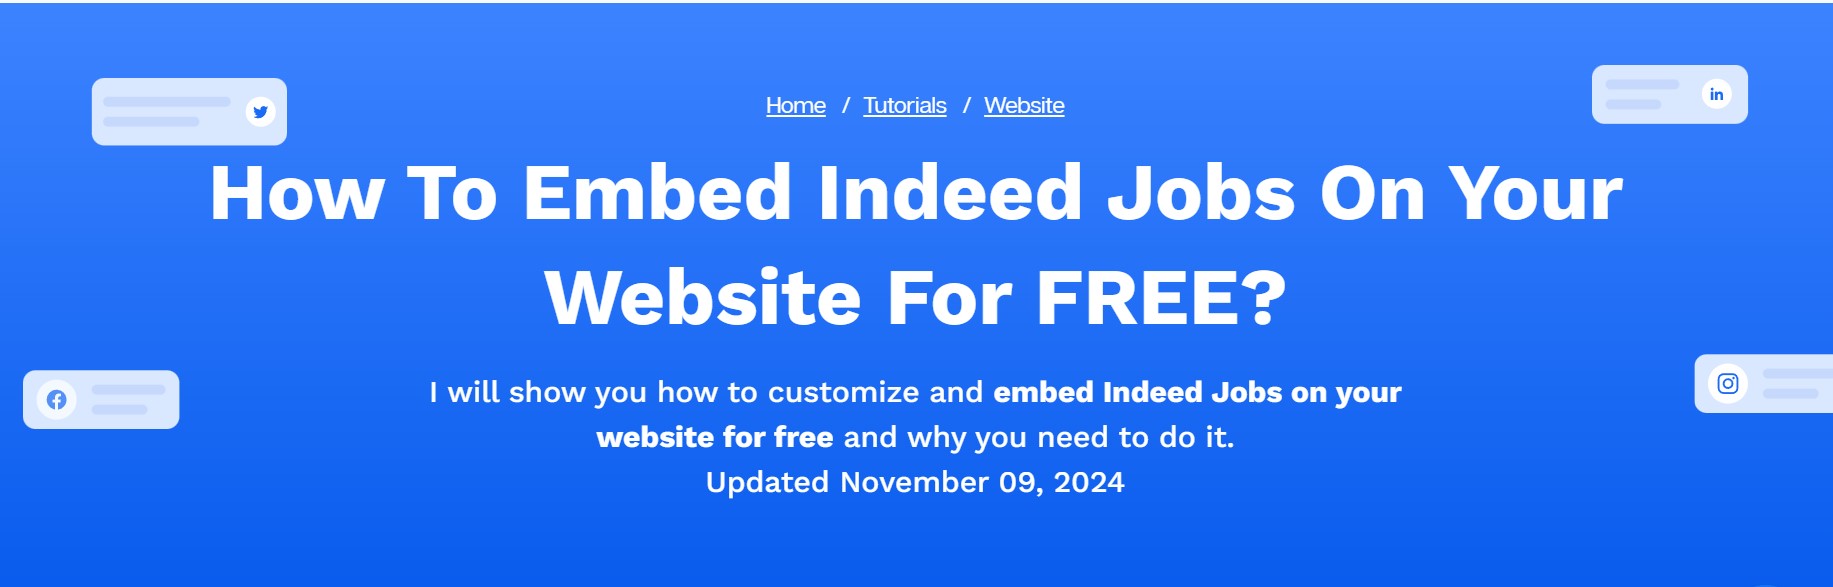 Home / Tutorials / Website
How To Embed Indeed Jobs On Your
Website For FREE?
I will show you how to customize and embed Indeed Jobs on your
website for free and why you need to do it.
Updated November 09, 2024